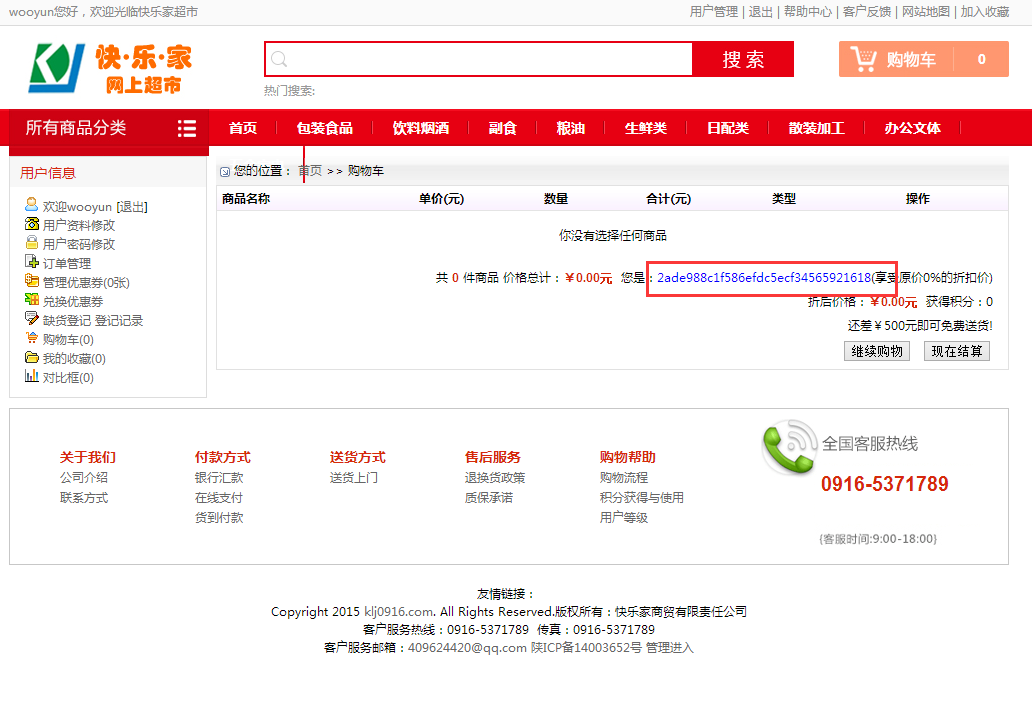 wooyun您好，欢迎光临快乐家超市
用户管理 | 退出 | 帮助中心 | 客户反馈 | 网站地图 | 加入收藏
快·乐·家
网上超市
搜 索
购物车 0
热门搜索:
所有商品分类 首页 包装食品 饮料烟酒 副食 粮油 生鲜类 日配类 散装加工 办公文体
用户信息
欢迎wooyun [退出]
用户资料修改
用户密码修改
订单管理
管理优惠券(0张)
兑换优惠券
缺货登记 登记记录
购物车(0)
我的收藏(0)
对比框(0)
您的位置： 首页 >> 购物车
商品名称 单价(元) 数量 合计(元) 类型 操作
你没有选择任何商品
共 0 件商品 价格总计：￥0.00元 您是：2ade988c1f586efdc5ecf34565921618(享受原价0%的折扣价)
折后价格：￥0.00元 获得积分：0
还差￥500元即可免费送货!
继续购物 现在结算
关于我们
公司介绍
联系方式
付款方式
银行汇款
在线支付
货到付款
送货方式
送货上门
售后服务
退换货政策
质保承诺
购物帮助
购物流程
积分获得与使用
用户等级
全国客服热线
0916-5371789
{客服时间:9:00-18:00}
友情链接：
Copyright 2015 klj0916.com. All Rights Reserved.版权所有：快乐家商贸有限责任公司
客户服务热线：0916-5371789 传真：0916-5371789
客户服务邮箱：409624420@qq.com 陕ICP备14003652号 管理进入